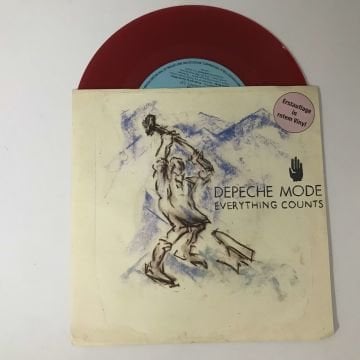 Erstauflage
in
rotem Vinyl
DEPECHE MODE
EVERYTHING COUNTS